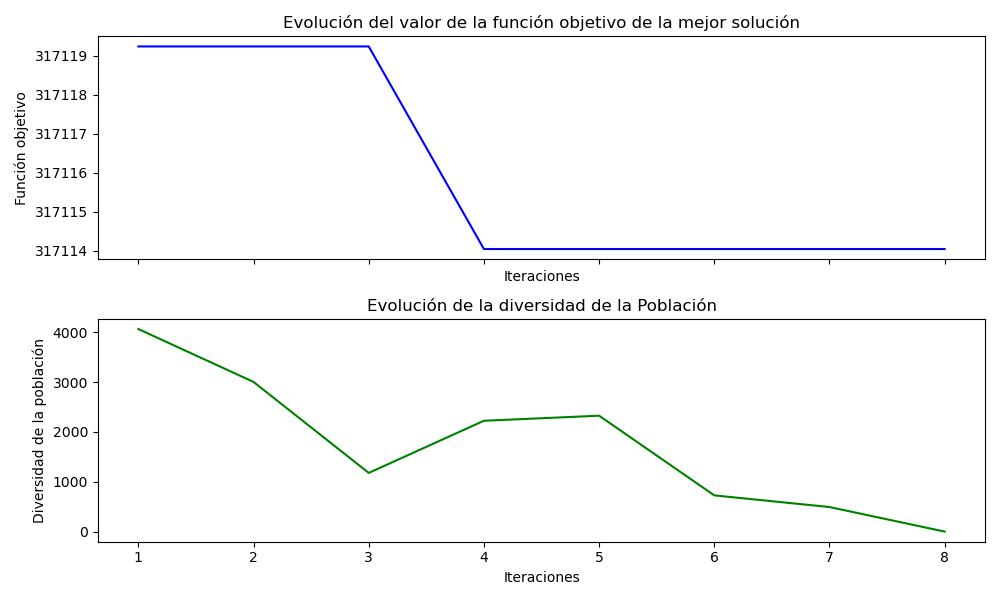 Evolución del valor de la función objetivo de la mejor solución
317119
317118
317117
317116
317115
317114
Función objetivo
Iteraciones
Evolución de la diversidad de la Población
4000
3000
2000
1000
0
Diversidad de la población
1 2 3 4 5 6 7 8
Iteraciones